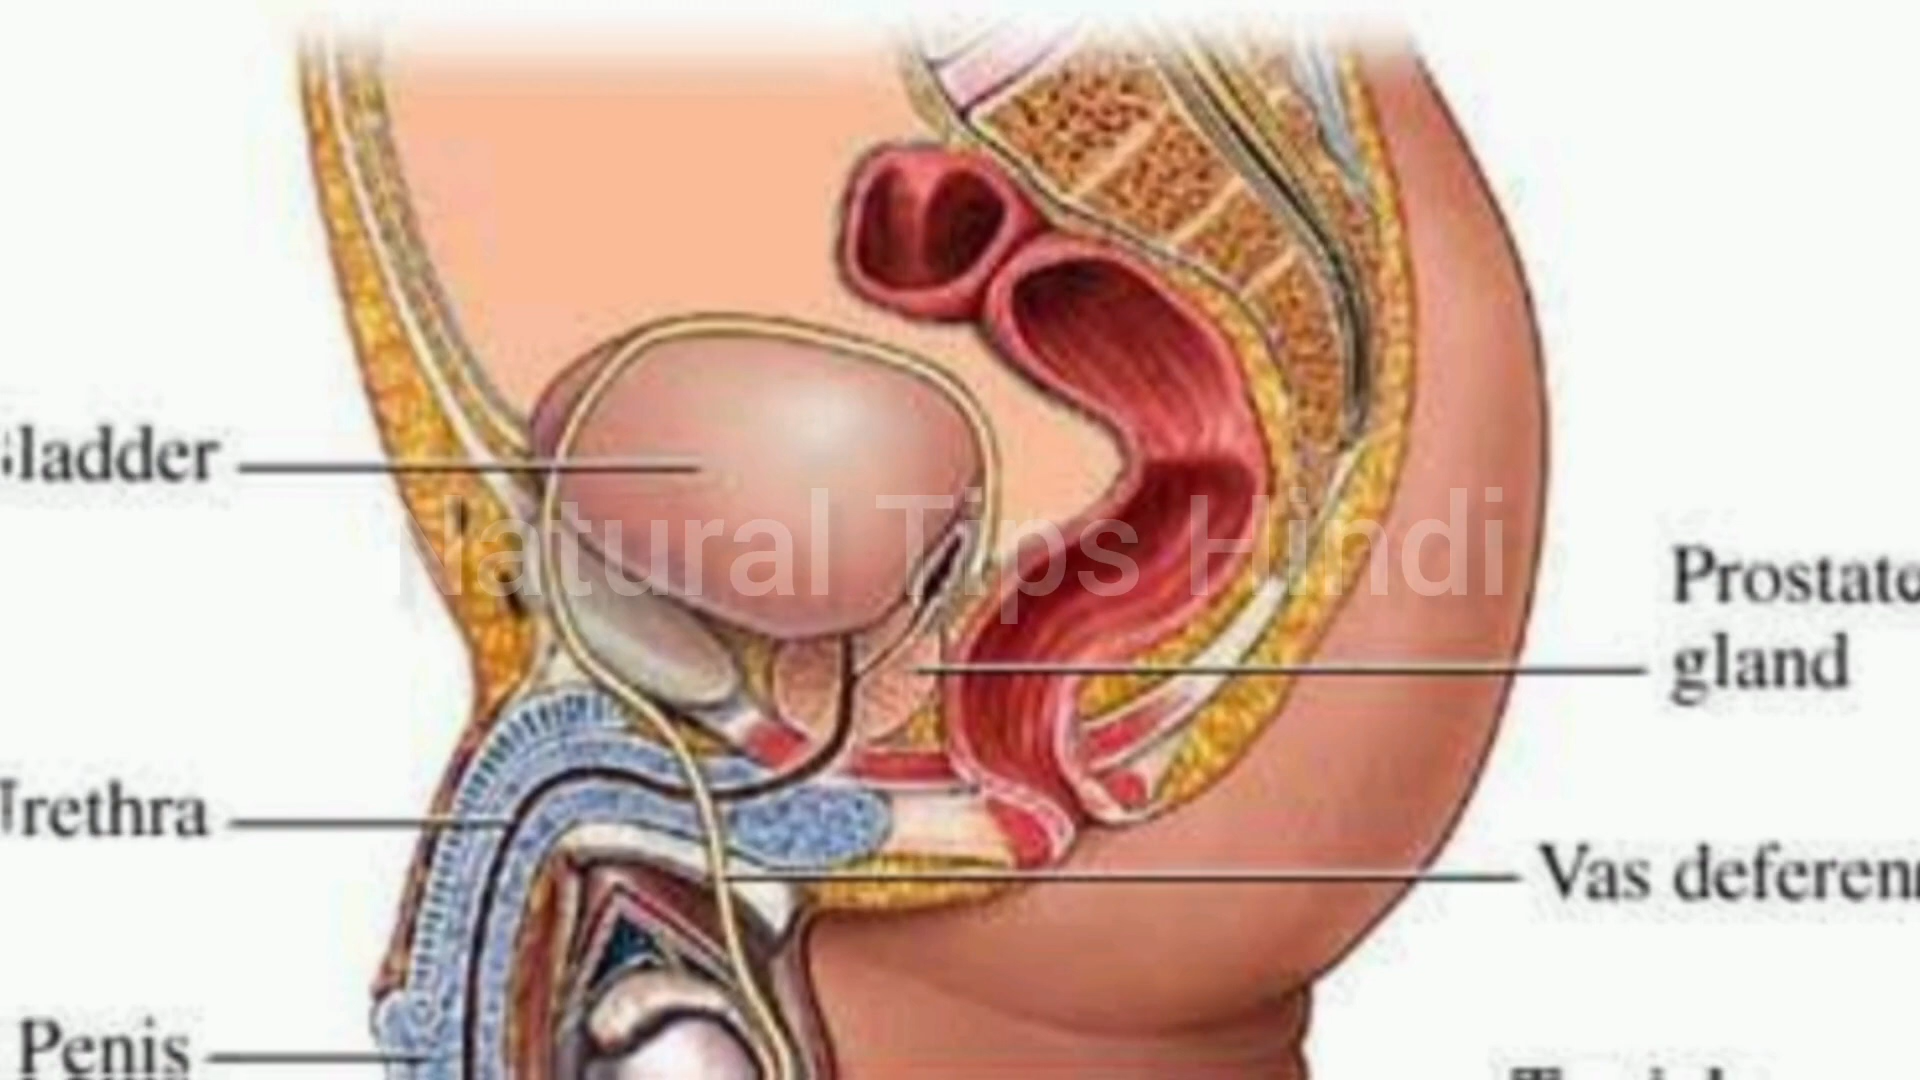 ladder
Natural Tips Hindi
Prostate
gland
rethra
Vas deferen
Penis